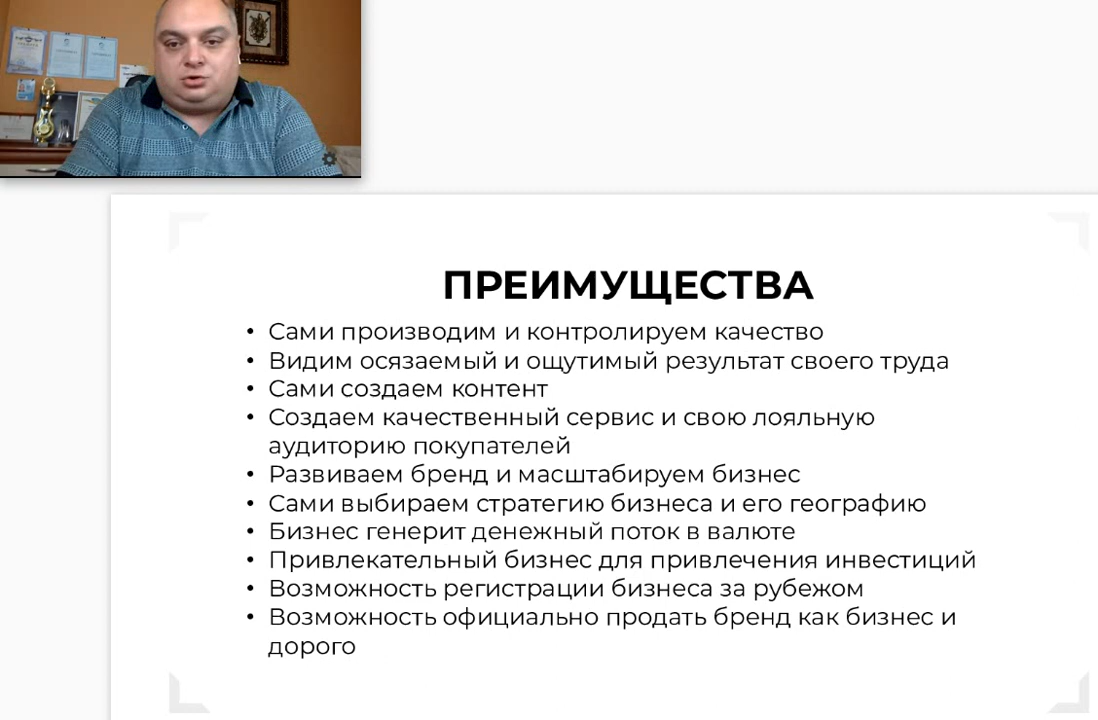 ПРЕИМУЩЕСТВА
• Сами производим и контролируем качество
• Видим осязаемый и ощутимый результат своего труда
• Сами создаем контент
• Создаем качественный сервис и свою лояльную
аудиторию покупателей
• Развиваем бренд и масштабируем бизнес
• Сами выбираем стратегию бизнеса и его географию
• Бизнес генерит денежный поток в валюте
• Привлекательный бизнес для привлечения инвестиций
• Возможность регистрации бизнеса за рубежом
• Возможность официально продать бренд как бизнес и
дорого